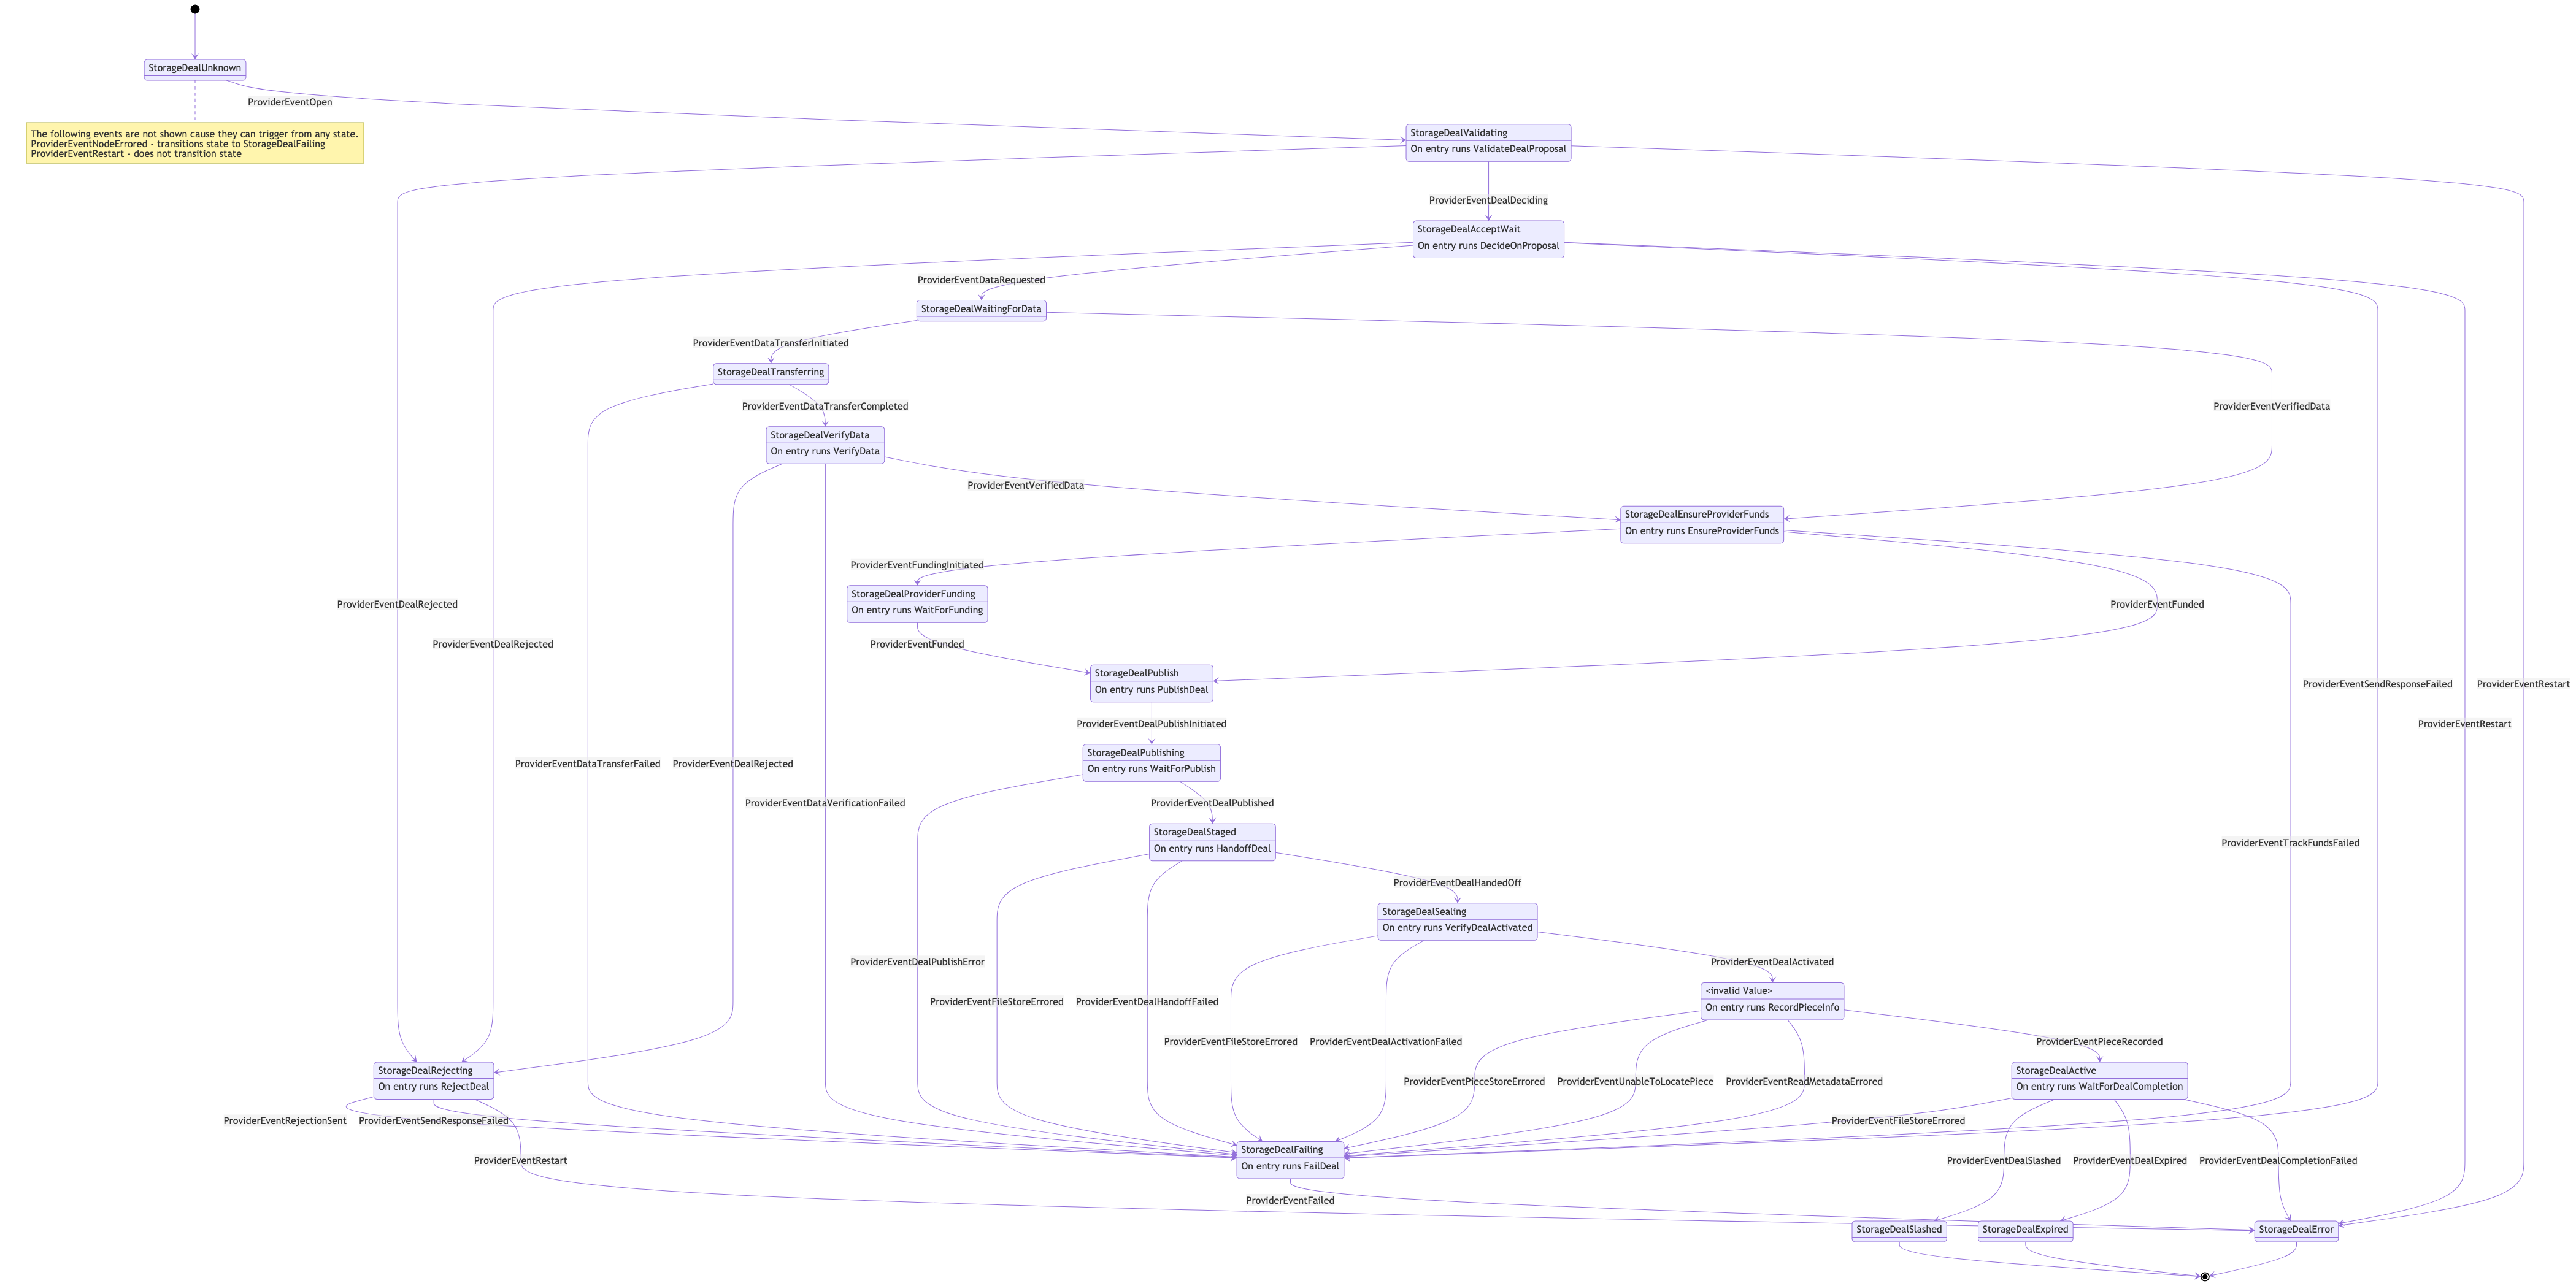 StorageDealUnknown
ProviderEventOpen
The following events are not shown cause they can trigger from any state.
ProviderEventNodeErrored - transitions state to StorageDealFailing
ProviderEventRestart - does not transition state
StorageDealValidating
On entry runs ValidateDealProposal
ProviderEventDealDeciding
StorageDealAcceptWait
On entry runs DecideOnProposal
ProviderEventDataRequested
StorageDealWaitingForData
ProviderEventDataTransferInitiated
StorageDealTransferring
ProviderEventDataTransferCompleted
ProviderEventVerifiedData
StorageDealVerifyData
On entry runs VerifyData
ProviderEventVerifiedData
StorageDealEnsureProviderFunds
On entry runs EnsureProviderFunds
ProviderEventFundingInitiated
StorageDealProviderFunding
On entry runs WaitForFunding
ProviderEventDealRejected
ProviderEventFunded
ProviderEventDealRejected
ProviderEventFunded
StorageDealPublish
On entry runs PublishDeal
ProviderEventSendResponseFailed
ProviderEventRestart
ProviderEventDealPublishInitiated
ProviderEventRestart
StorageDealPublishing
On entry runs WaitForPublish
ProviderEventDataTransferFailed
ProviderEventDealRejected
ProviderEventDataVerificationFailed
ProviderEventDealPublished
StorageDealStaged
On entry runs HandoffDeal
ProviderEventTrackFundsFailed
ProviderEventDealHandedOff
StorageDealSealing
On entry runs VerifyDealActivated
ProviderEventDealPublishError
ProviderEventDealActivated
<invalid Value>
On entry runs RecordPieceInfo
ProviderEventFileStoreErrored
ProviderEventDealHandoffFailed
ProviderEventFileStoreErrored
ProviderEventDealActivationFailed
ProviderEventPieceRecorded
StorageDealRejecting
On entry runs RejectDeal
ProviderEventPieceStoreErrored
ProviderEventUnableToLocatePiece
ProviderEventReadMetadataErrored
StorageDealActive
On entry runs WaitForDealCompletion
ProviderEventRejectionSent
ProviderEventSendResponseFailed
ProviderEventFileStoreErrored
StorageDealFailing
On entry runs FailDeal
ProviderEventRestart
ProviderEventDealSlashed
ProviderEventDealExpired
ProviderEventDealCompletionFailed
ProviderEventFailed
StorageDealSlashed
StorageDealExpired
StorageDealError